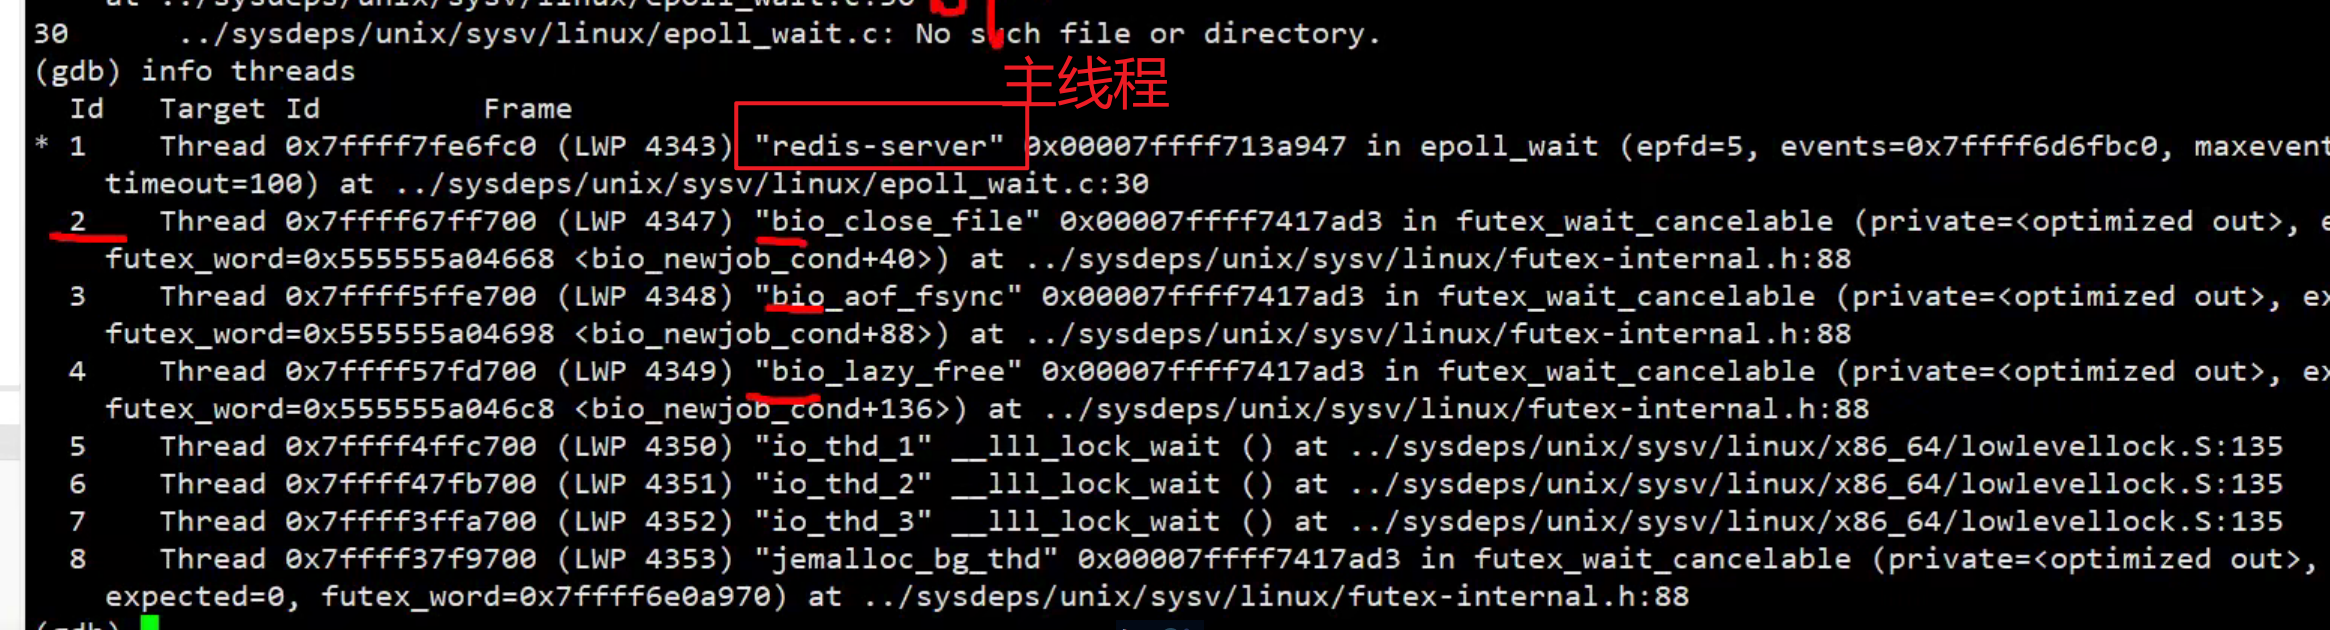 at ../sysdeps/unix/sysv/linux/epoll_wait.c:30
30      ../sysdeps/unix/sysv/linux/epoll_wait.c: No such file or directory.
(gdb) info threads
主线程
  Id   Target Id         Frame
* 1    Thread 0x7ffff7fe6fc0 (LWP 4343) "redis-server" 0x00007ffff713a947 in epoll_wait (epfd=5, events=0x7ffff6d6fbc0, maxevent
    timeout=100) at ../sysdeps/unix/sysv/linux/epoll_wait.c:30
  2    Thread 0x7ffff67ff700 (LWP 4347) "bio_close_file" 0x00007ffff7417ad3 in futex_wait_cancelable (private=<optimized out>, e
    futex_word=0x555555a04668 <bio_newjob_cond+40>) at ../sysdeps/unix/sysv/linux/futex-internal.h:88
  3    Thread 0x7ffff5ffe700 (LWP 4348) "bio_aof_fsync" 0x00007ffff7417ad3 in futex_wait_cancelable (private=<optimized out>, ex
    futex_word=0x555555a04698 <bio_newjob_cond+88>) at ../sysdeps/unix/sysv/linux/futex-internal.h:88
  4    Thread 0x7ffff57fd700 (LWP 4349) "bio_lazy_free" 0x00007ffff7417ad3 in futex_wait_cancelable (private=<optimized out>, ex
    futex_word=0x555555a046c8 <bio_newjob_cond+136>) at ../sysdeps/unix/sysv/linux/futex-internal.h:88
  5    Thread 0x7ffff4ffc700 (LWP 4350) "io_thd_1" __lll_lock_wait () at ../sysdeps/unix/sysv/linux/x86_64/lowlevellock.S:135
  6    Thread 0x7ffff47fb700 (LWP 4351) "io_thd_2" __lll_lock_wait () at ../sysdeps/unix/sysv/linux/x86_64/lowlevellock.S:135
  7    Thread 0x7ffff3ffa700 (LWP 4352) "io_thd_3" __lll_lock_wait () at ../sysdeps/unix/sysv/linux/x86_64/lowlevellock.S:135
  8    Thread 0x7ffff37f9700 (LWP 4353) "jemalloc_bg_thd" 0x00007ffff7417ad3 in futex_wait_cancelable (private=<optimized out>,
    expected=0, futex_word=0x7ffff6e0a970) at ../sysdeps/unix/sysv/linux/futex-internal.h:88
(gdb)